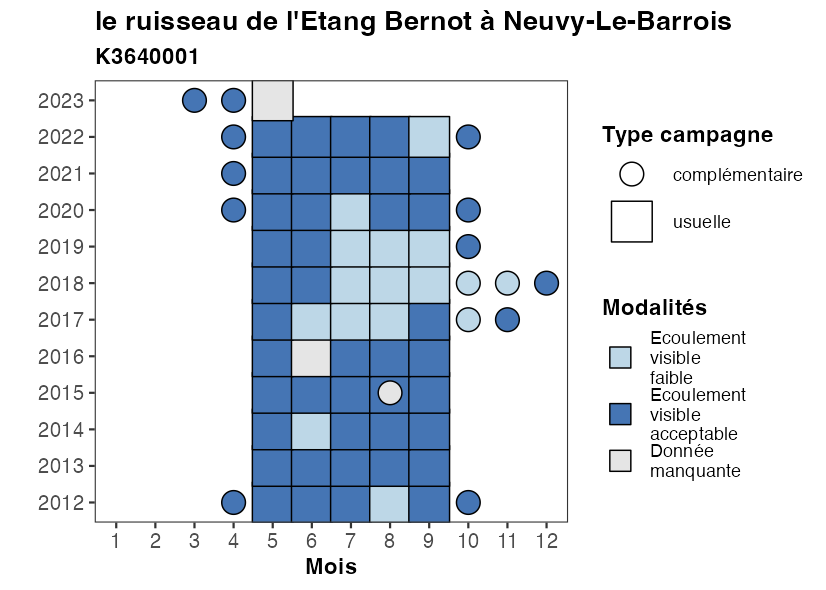 le ruisseau de l'Etang Bernot à Neuvy-Le-Barrois
K3640001
2023
2022
2021
2020
2019
2018
2017
2016
2015
2014
2013
2012
1 2 3 4 5 6 7 8 9 10 11 12
Mois
Type campagne
complémentaire
usuelle
Modalités
Ecoulement
visible
faible
Ecoulement
visible
acceptable
Donnée
manquante